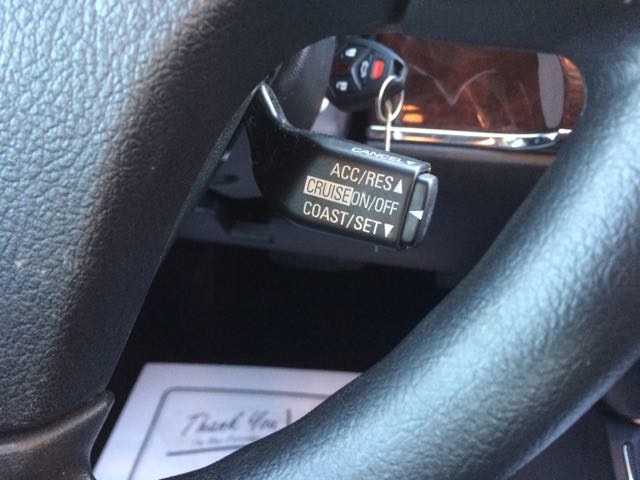 CANCEL▼
ACC/RES▲
CRUISE ON/OFF ◀
COAST/SET▼
Thank You